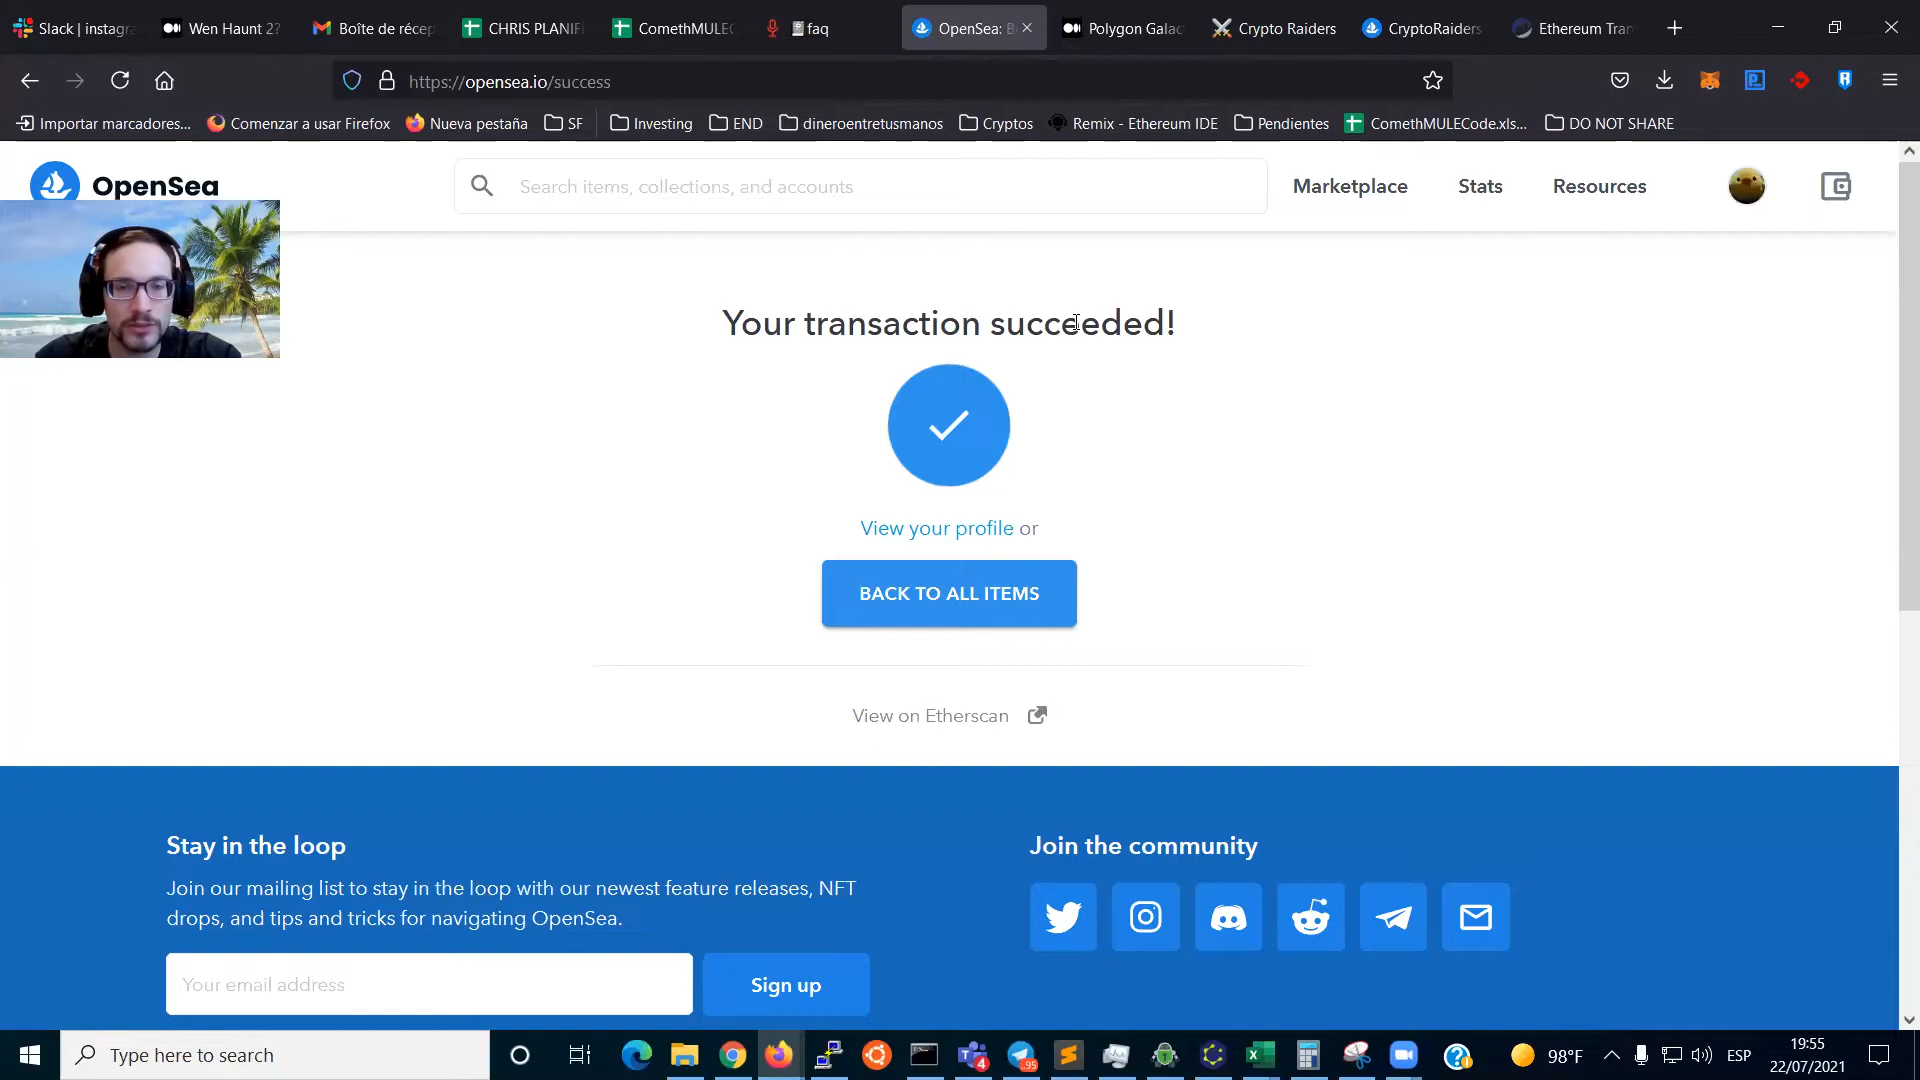 Slack | instagra
Wen Haunt 2?
Boîte de récep
CHRIS PLANIFI
ComethMULEC
faq
OpenSea: B
Polygon Galac
Crypto Raiders
CryptoRaiders
Ethereum Tran
https://opensea.io/success
Importar marcadores...
Comenzar a usar Firefox
Nueva pestaña
SF
Investing
END
dineroentretusmanos
Cryptos
Remix - Ethereum IDE
Pendientes
ComethMULECode.xls...
DO NOT SHARE
OpenSea
Search items, collections, and accounts
Marketplace
Stats
Resources
Your transaction succeeded!
View your profile or
BACK TO ALL ITEMS
View on Etherscan
Stay in the loop
Join our mailing list to stay in the loop with our newest feature releases, NFT
drops, and tips and tricks for navigating OpenSea.
Your email address
Sign up
Join the community
Type here to search
4
95
98°F
ESP
19:55
22/07/2021